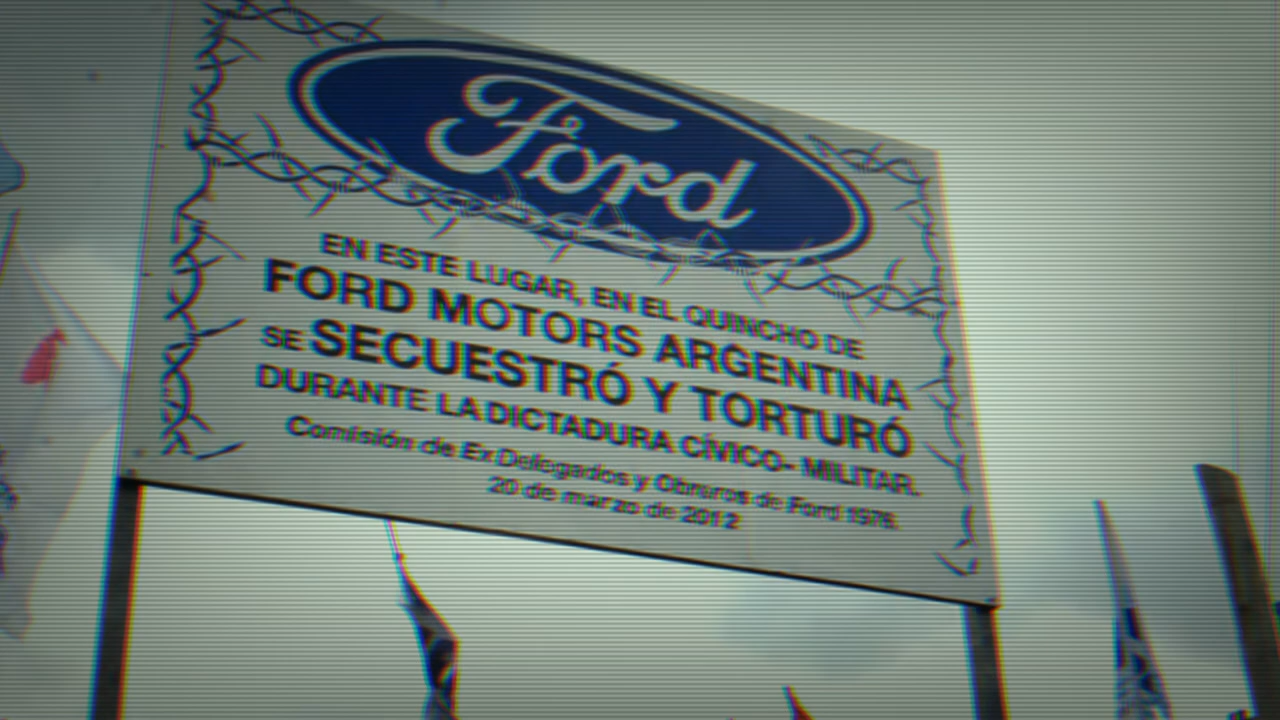 Ford
EN ESTE LUGAR, EN EL QUINCHO DE
FORD MOTORS ARGENTINA
SE SECUESTRÓ Y TORTURÓ
DURANTE LA DICTADURA CÍVICO- MILITAR.
Comisión de Ex Delegados y Obreros de Ford 1976.
20 de marzo de 2012